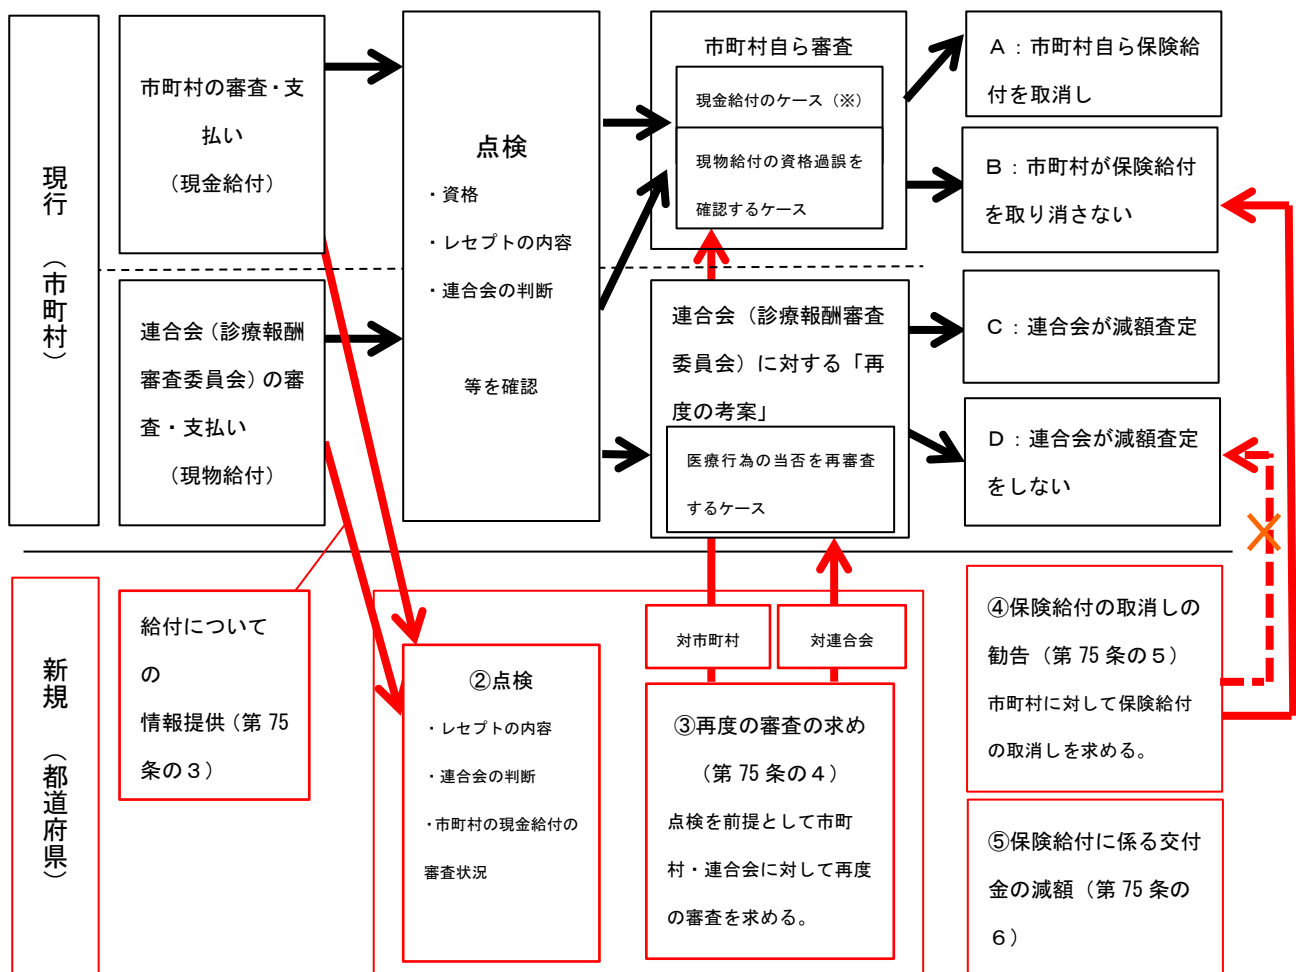 現行（市町村）
市町村の審査・支
払い
（現金給付）
連合会（診療報酬
審査委員会）の審
査・支払い
（現物給付）
点検
・資格
・レセプトの内容
・連合会の判断
等を確認
市町村自ら審査
現金給付のケース（※）
現物給付の資格過誤を
確認するケース
連合会（診療報酬審査
委員会）に対する「再
度の考案」
医療行為の当否を再審査
するケース
A：市町村自ら保険給
付を取消し
B：市町村が保険給付
を取り消さない
C：連合会が減額査定
D：連合会が減額査定
をしない
新規（都道府県）
給付について
の
情報提供（第75
条の３）
②点検
・レセプトの内容
・連合会の判断
・市町村の現金給付の
審査状況
対市町村
対連合会
③再度の審査の求め
（第75条の４）
点検を前提として市町
村・連合会に対して再度
の審査を求める。
④保険給付の取消しの
勧告（第75条の５）
市町村に対して保険給付
の取消しを求める。
⑤保険給付に係る交付
金の減額（第75条の
６）